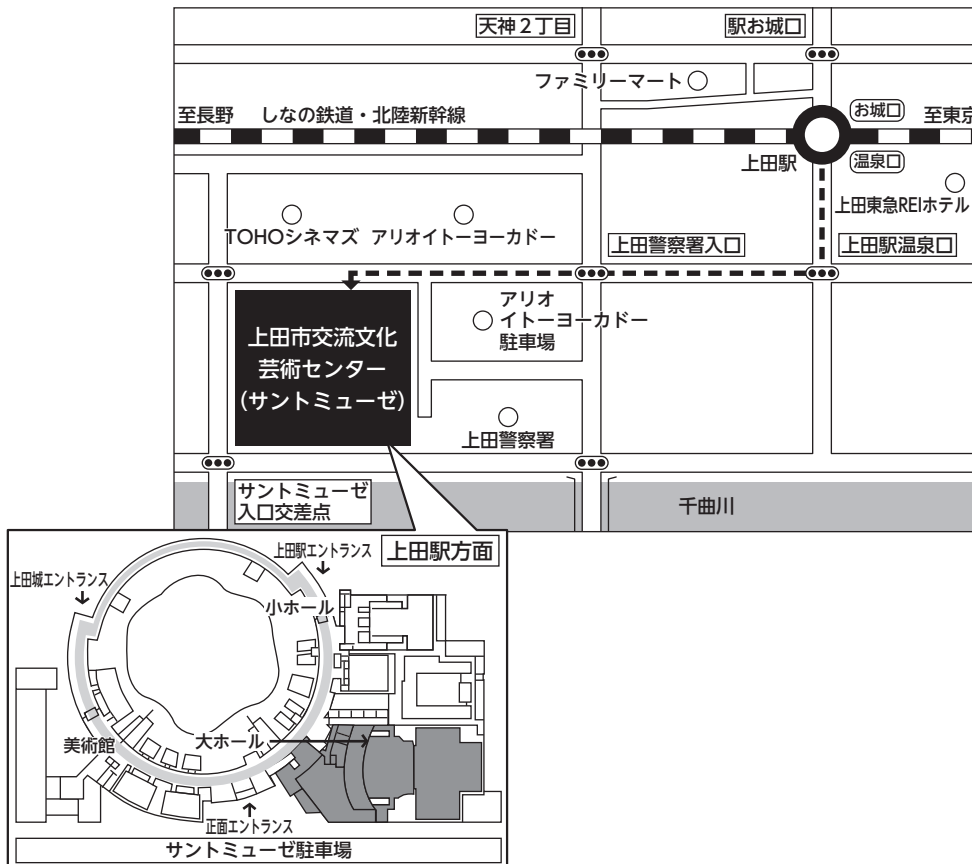 天神２丁目
駅お城口
ファミリーマート
至長野
しなの鉄道・北陸新幹線
お城口
至東京
上田駅
温泉口
上田東急REIホテル
TOHOシネマズ
アリオイトーヨーカドー
上田警察署入口
上田駅温泉口
上田市交流文化
芸術センター
（サントミューゼ）
アリオ
イトーヨーカドー
駐車場
上田警察署
サントミューゼ
入口交差点
千曲川
上田駅エントランス
上田駅方面
上田城エントランス
小ホール
美術館
大ホール
正面エントランス
サントミューゼ駐車場